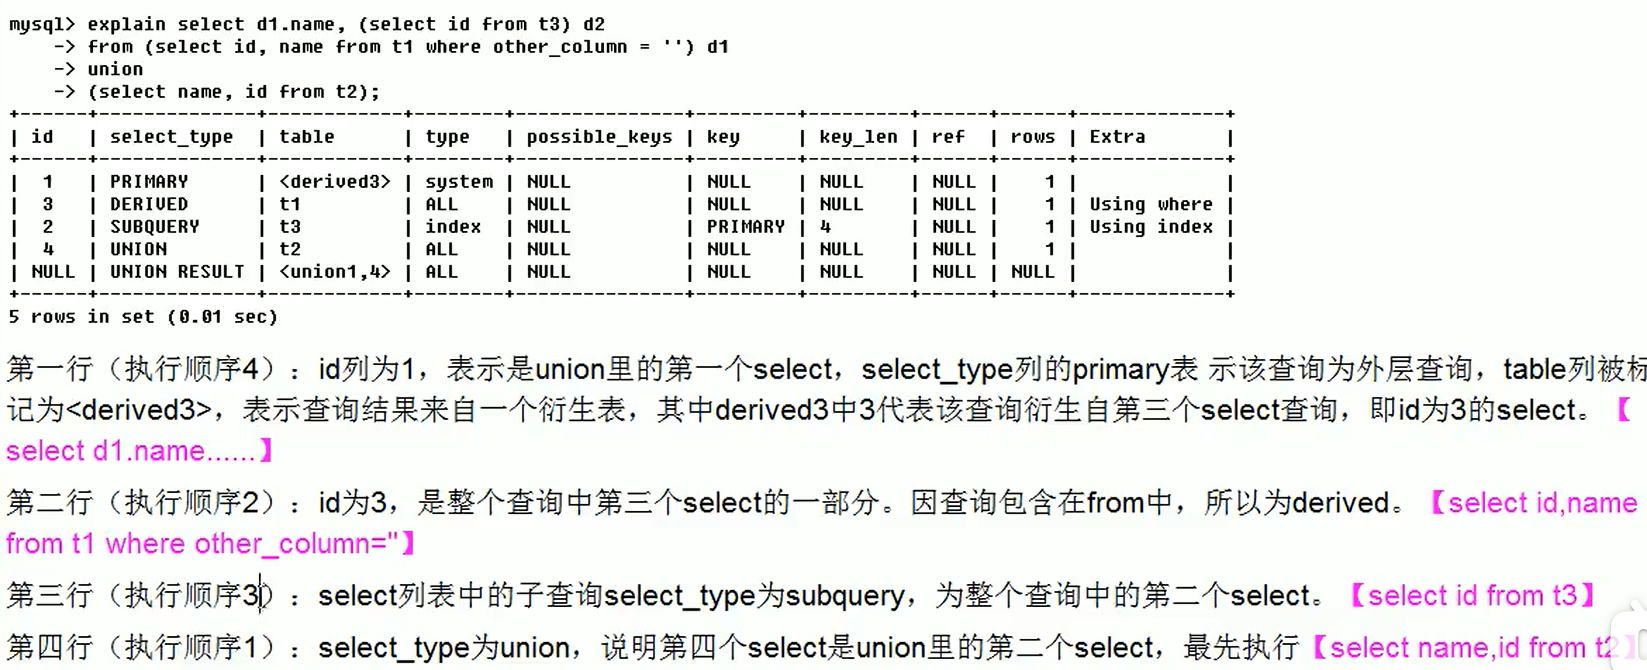 mysql> explain select d1.name, (select id from t3) d2
    -> from (select id, name from t1 where other_column = '') d1
    -> union
    -> (select name, id from t2);
+------+-------------+------------+--------+---------------+---------+---------+------+------+-------------+
| id | select_type | table | type | possible_keys | key | key_len | ref | rows | Extra |
+------+-------------+------------+--------+---------------+---------+---------+------+------+-------------+
| 1 | PRIMARY | <derived3> | system | NULL | NULL | NULL | NULL | 1 | |
| 3 | DERIVED | t1 | ALL | NULL | NULL | NULL | NULL | 1 | Using where |
| 2 | SUBQUERY | t3 | index | NULL | PRIMARY | 4 | NULL | 1 | Using index |
| 4 | UNION | t2 | ALL | NULL | NULL | NULL | NULL | 1 | |
| NULL | UNION RESULT | <union1,4> | ALL | NULL | NULL | NULL | NULL | NULL | |
+------+-------------+------------+--------+---------------+---------+---------+------+------+-------------+
5 rows in set (0.01 sec)
第一行（执行顺序4）：id列为1，表示是union里的第一个select，select_type列的primary表 示该查询为外层查询，table列被标
记为<derived3>，表示查询结果来自一个衍生表，其中derived3中3代表该查询衍生自第三个select查询，即id为3的select。【
select d1.name......】
第二行（执行顺序2）：id为3，是整个查询中第三个select的一部分。因查询包含在from中，所以为derived。【select id,name
from t1 where other_column=''】
第三行（执行顺序3）：select列表中的子查询select_type为subquery，为整个查询中的第二个select。【select id from t3】
第四行（执行顺序1）：select_type为union，说明第四个select是union里的第二个select，最先执行【select name,id from t2】